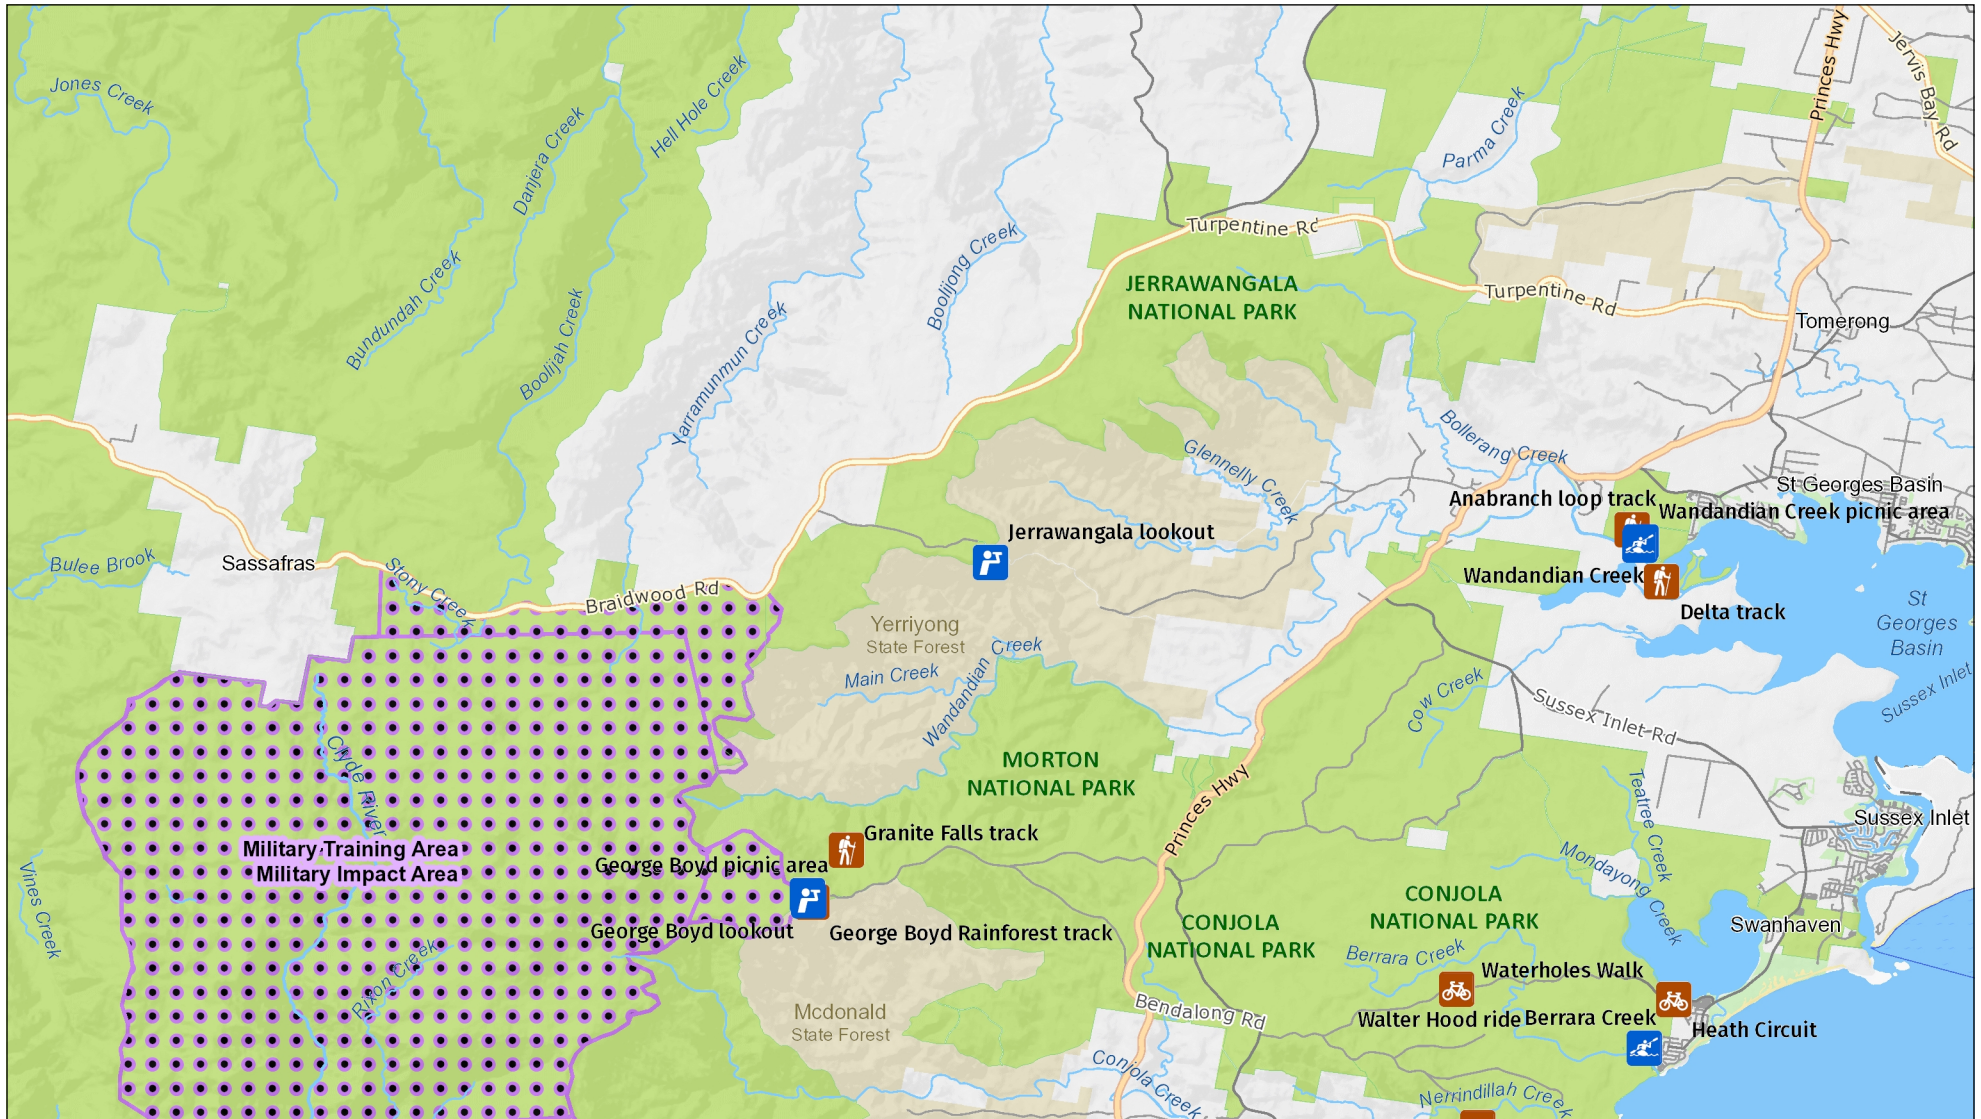 Jones Creek
Danjera Creek
Hell Hole Creek
Parma Creek
Princes Hwy
Jervis Bay Rd
Bundundah Creek
Boolijah Creek
Yarramunmun Creek
Boolijong Creek
Turpentine Rd
JERRAWANGALA
NATIONAL PARK
Turpentine Rd
Tomerong
Glennelly Creek
Bollerang Creek
St Georges Basin
Anabranch loop track
Wandandian Creek picnic area
Jerrawangala lookout
Bulee Brook
Sassafras
Stony Creek
Braidwood Rd
Wandandian Creek
Delta track
St
Georges
Basin
Sussex Inlet
Yerriyong
State Forest
Main Creek
Wandandian Creek
Cow Creek
Sussex Inlet Rd
Clyde River
MORTON
NATIONAL PARK
Princes Hwy
Teatree Creek
Sussex Inlet
Military Training Area
Military Impact Area
Granite Falls track
George Boyd picnic area
George Boyd lookout
George Boyd Rainforest track
Mondayong Creek
Vines Creek
Rixon Creek
CONJOLA
NATIONAL PARK
CONJOLA
NATIONAL PARK
Swanhaven
Berrara Creek
Waterholes Walk
Walter Hood ride
Berrara Creek
Heath Circuit
Mcdonald
State Forest
Bendalong Rd
Conjola Creek
Nerrindillah Creek